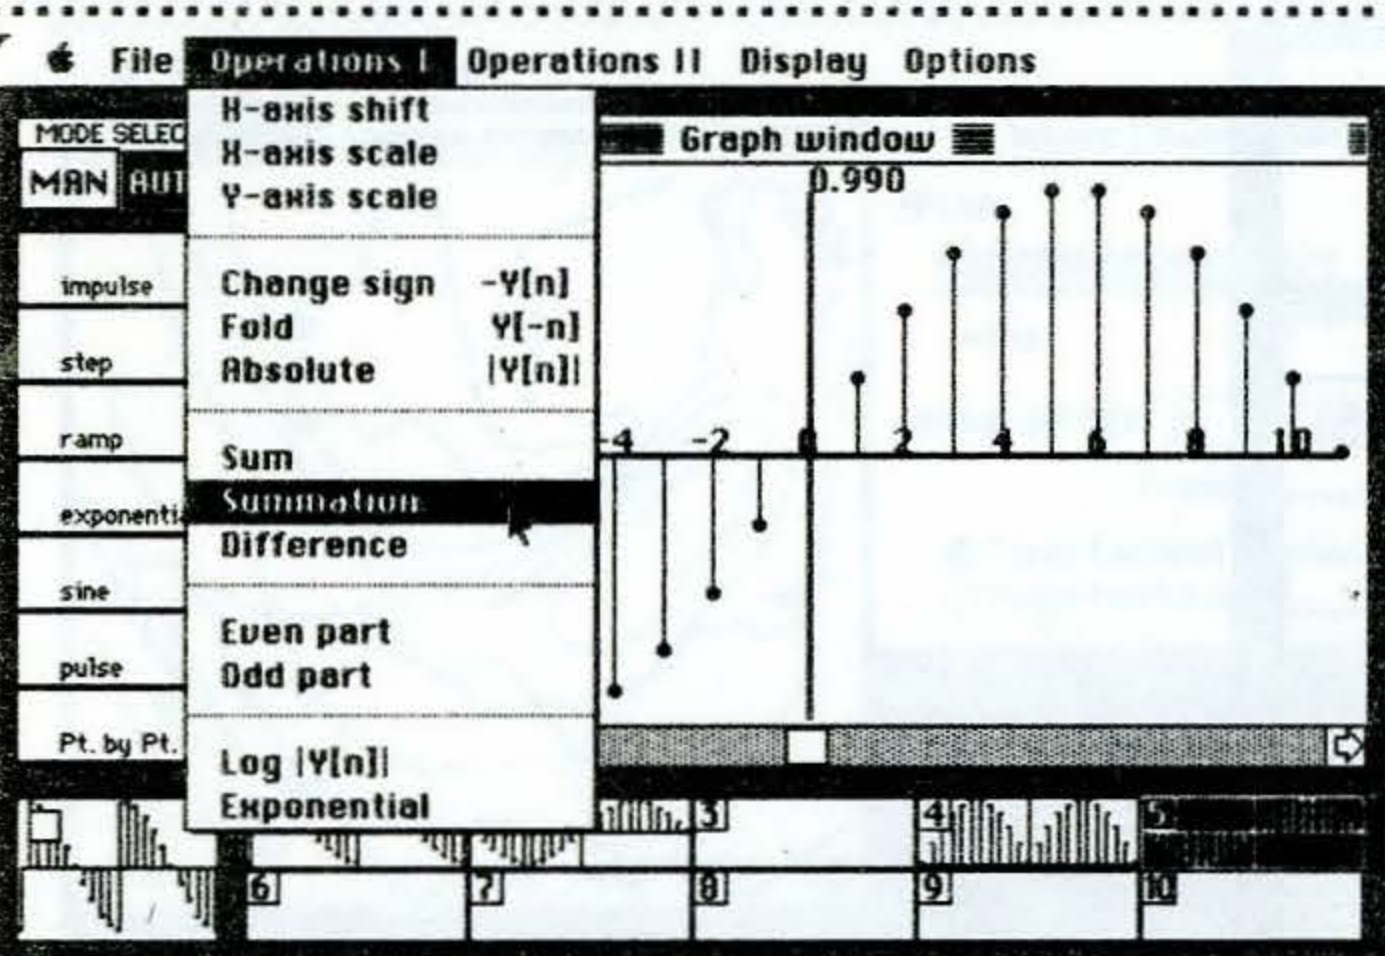 File Operations I Operations II Display Options
MODE SELEC
MAN AUT
impulse
step
ramp
exponenti
sine
pulse
Pt. by Pt.
X-axis shift
X-axis scale
Y-axis scale
Change sign -Y[n]
Fold Y[-n]
Absolute |Y[n]|
Sum
Summation
Difference
Even part
Odd part
Log |Y[n]|
Exponential
Graph window
0.990
-4 -2 0 2 4 6 8 10
3 4 5
6 7 8 9 10